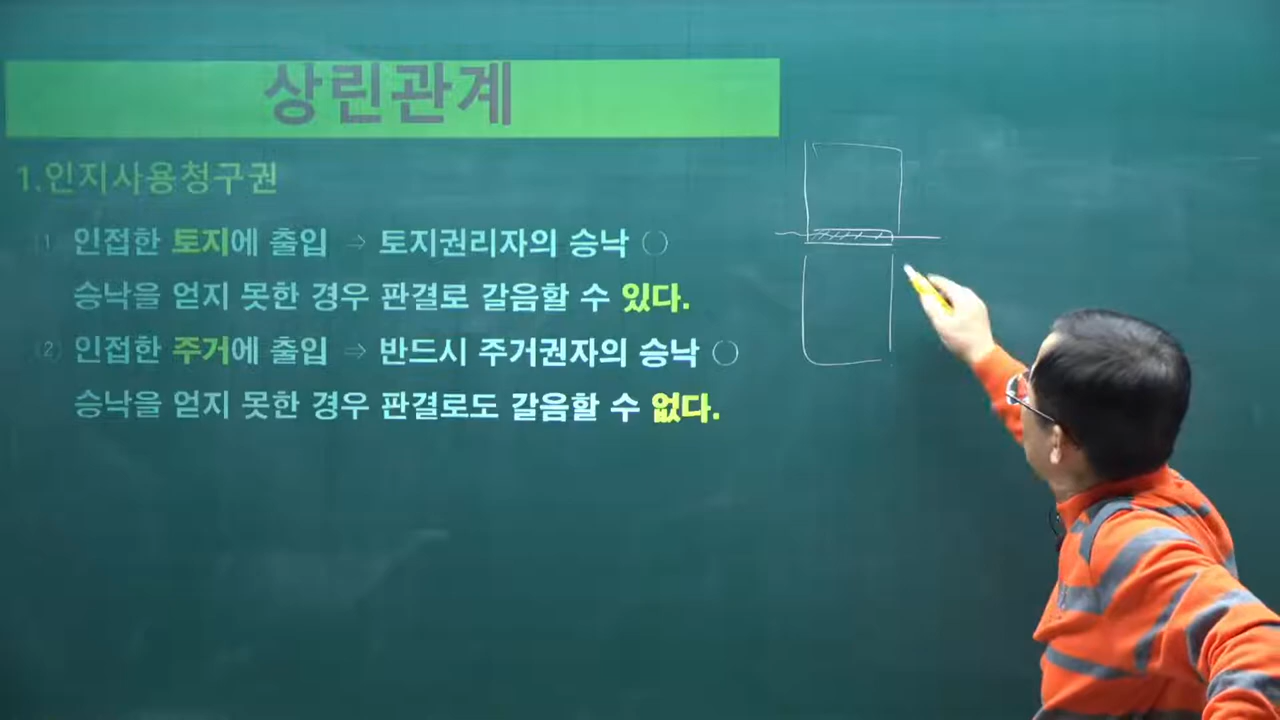 상린관계
1.인지사용청구권
(1) 인접한 토지에 출입 ⇒ 토지권리자의 승낙 ○
승낙을 얻지 못한 경우 판결로 갈음할 수 있다.
(2) 인접한 주거에 출입 ⇒ 반드시 주거권자의 승낙 ○
승낙을 얻지 못한 경우 판결로도 갈음할 수 없다.